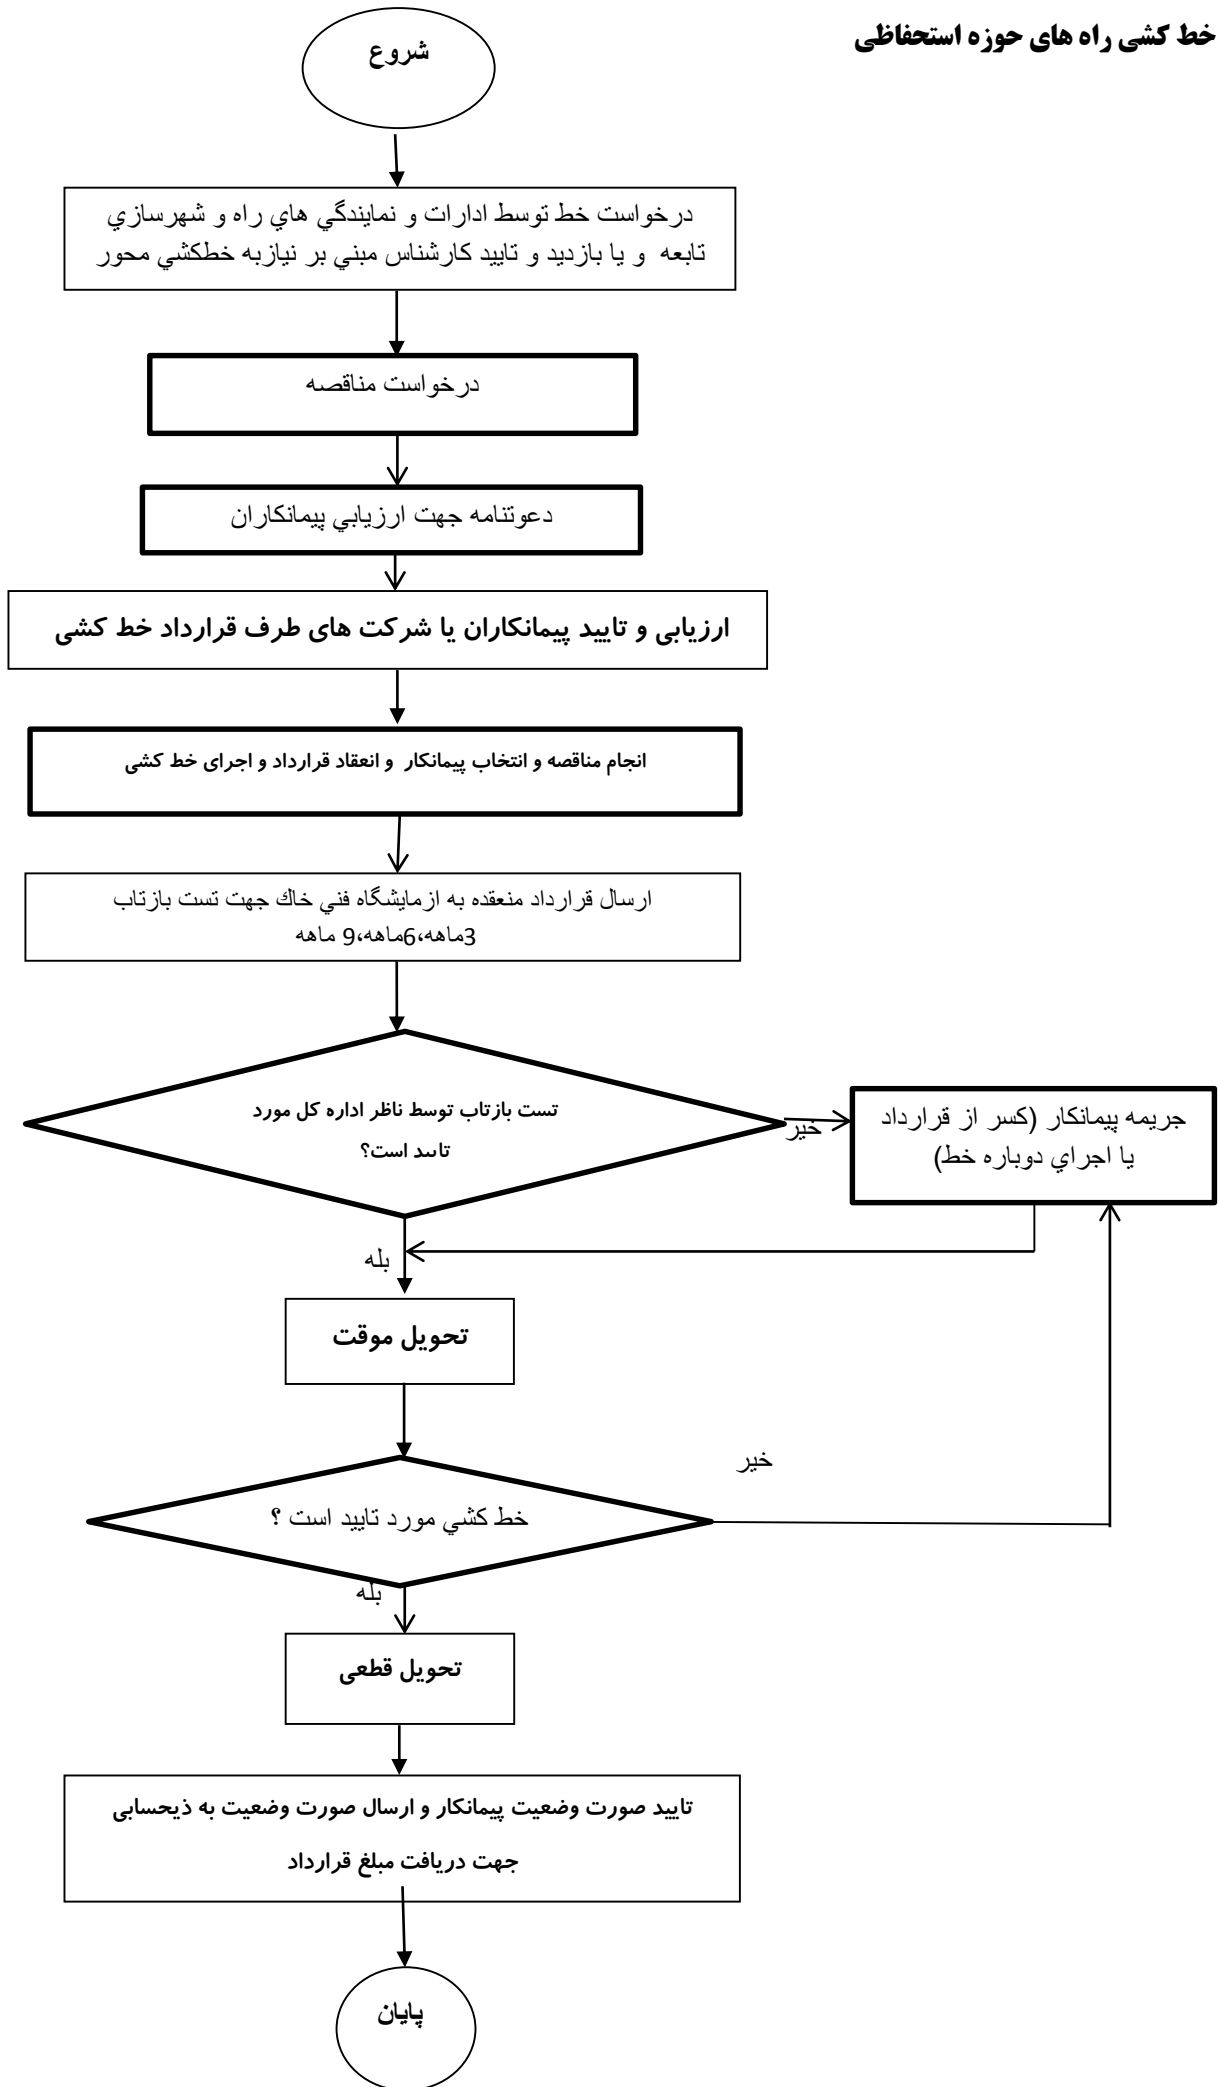 خط کشی راه های حوزه استحفاظی
شروع
درخواست خط توسط ادارات و نمايندگي هاي راه و شهرسازي
تابعه و يا بازديد و تاييد كارشناس مبني بر نيازبه خطكشي محور
درخواست مناقصه
دعوتنامه جهت ارزيابي پيمانكاران
ارزیابی و تایید پیمانکاران یا شرکت های طرف قرارداد خط کشی
انجام مناقصه و انتخاب پیمانکار و انعقاد قرارداد و اجرای خط کشی
ارسال قرارداد منعقده به ازمايشگاه فني خاك جهت تست بازتاب
3ماهه،6ماهه،9 ماهه
تست بازتاب توسط ناظر اداره کل مورد
تایید است؟
خير
جريمه پيمانكار (كسر از قرارداد
يا اجراي دوباره خط)
بله
تحویل موقت
خير
خط كشي مورد تاييد است ؟
بله
تحویل قطعی
تایید صورت وضعیت پیمانکار و ارسال صورت وضعیت به ذیحسابی
جهت دریافت مبلغ قرارداد
پایان